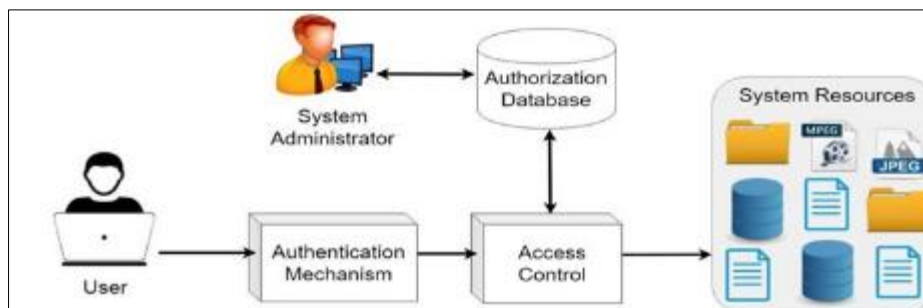 System
Administrator
Authorization
Database
System Resources
MPEG
JPEG
User
Authentication
Mechanism
Access
Control